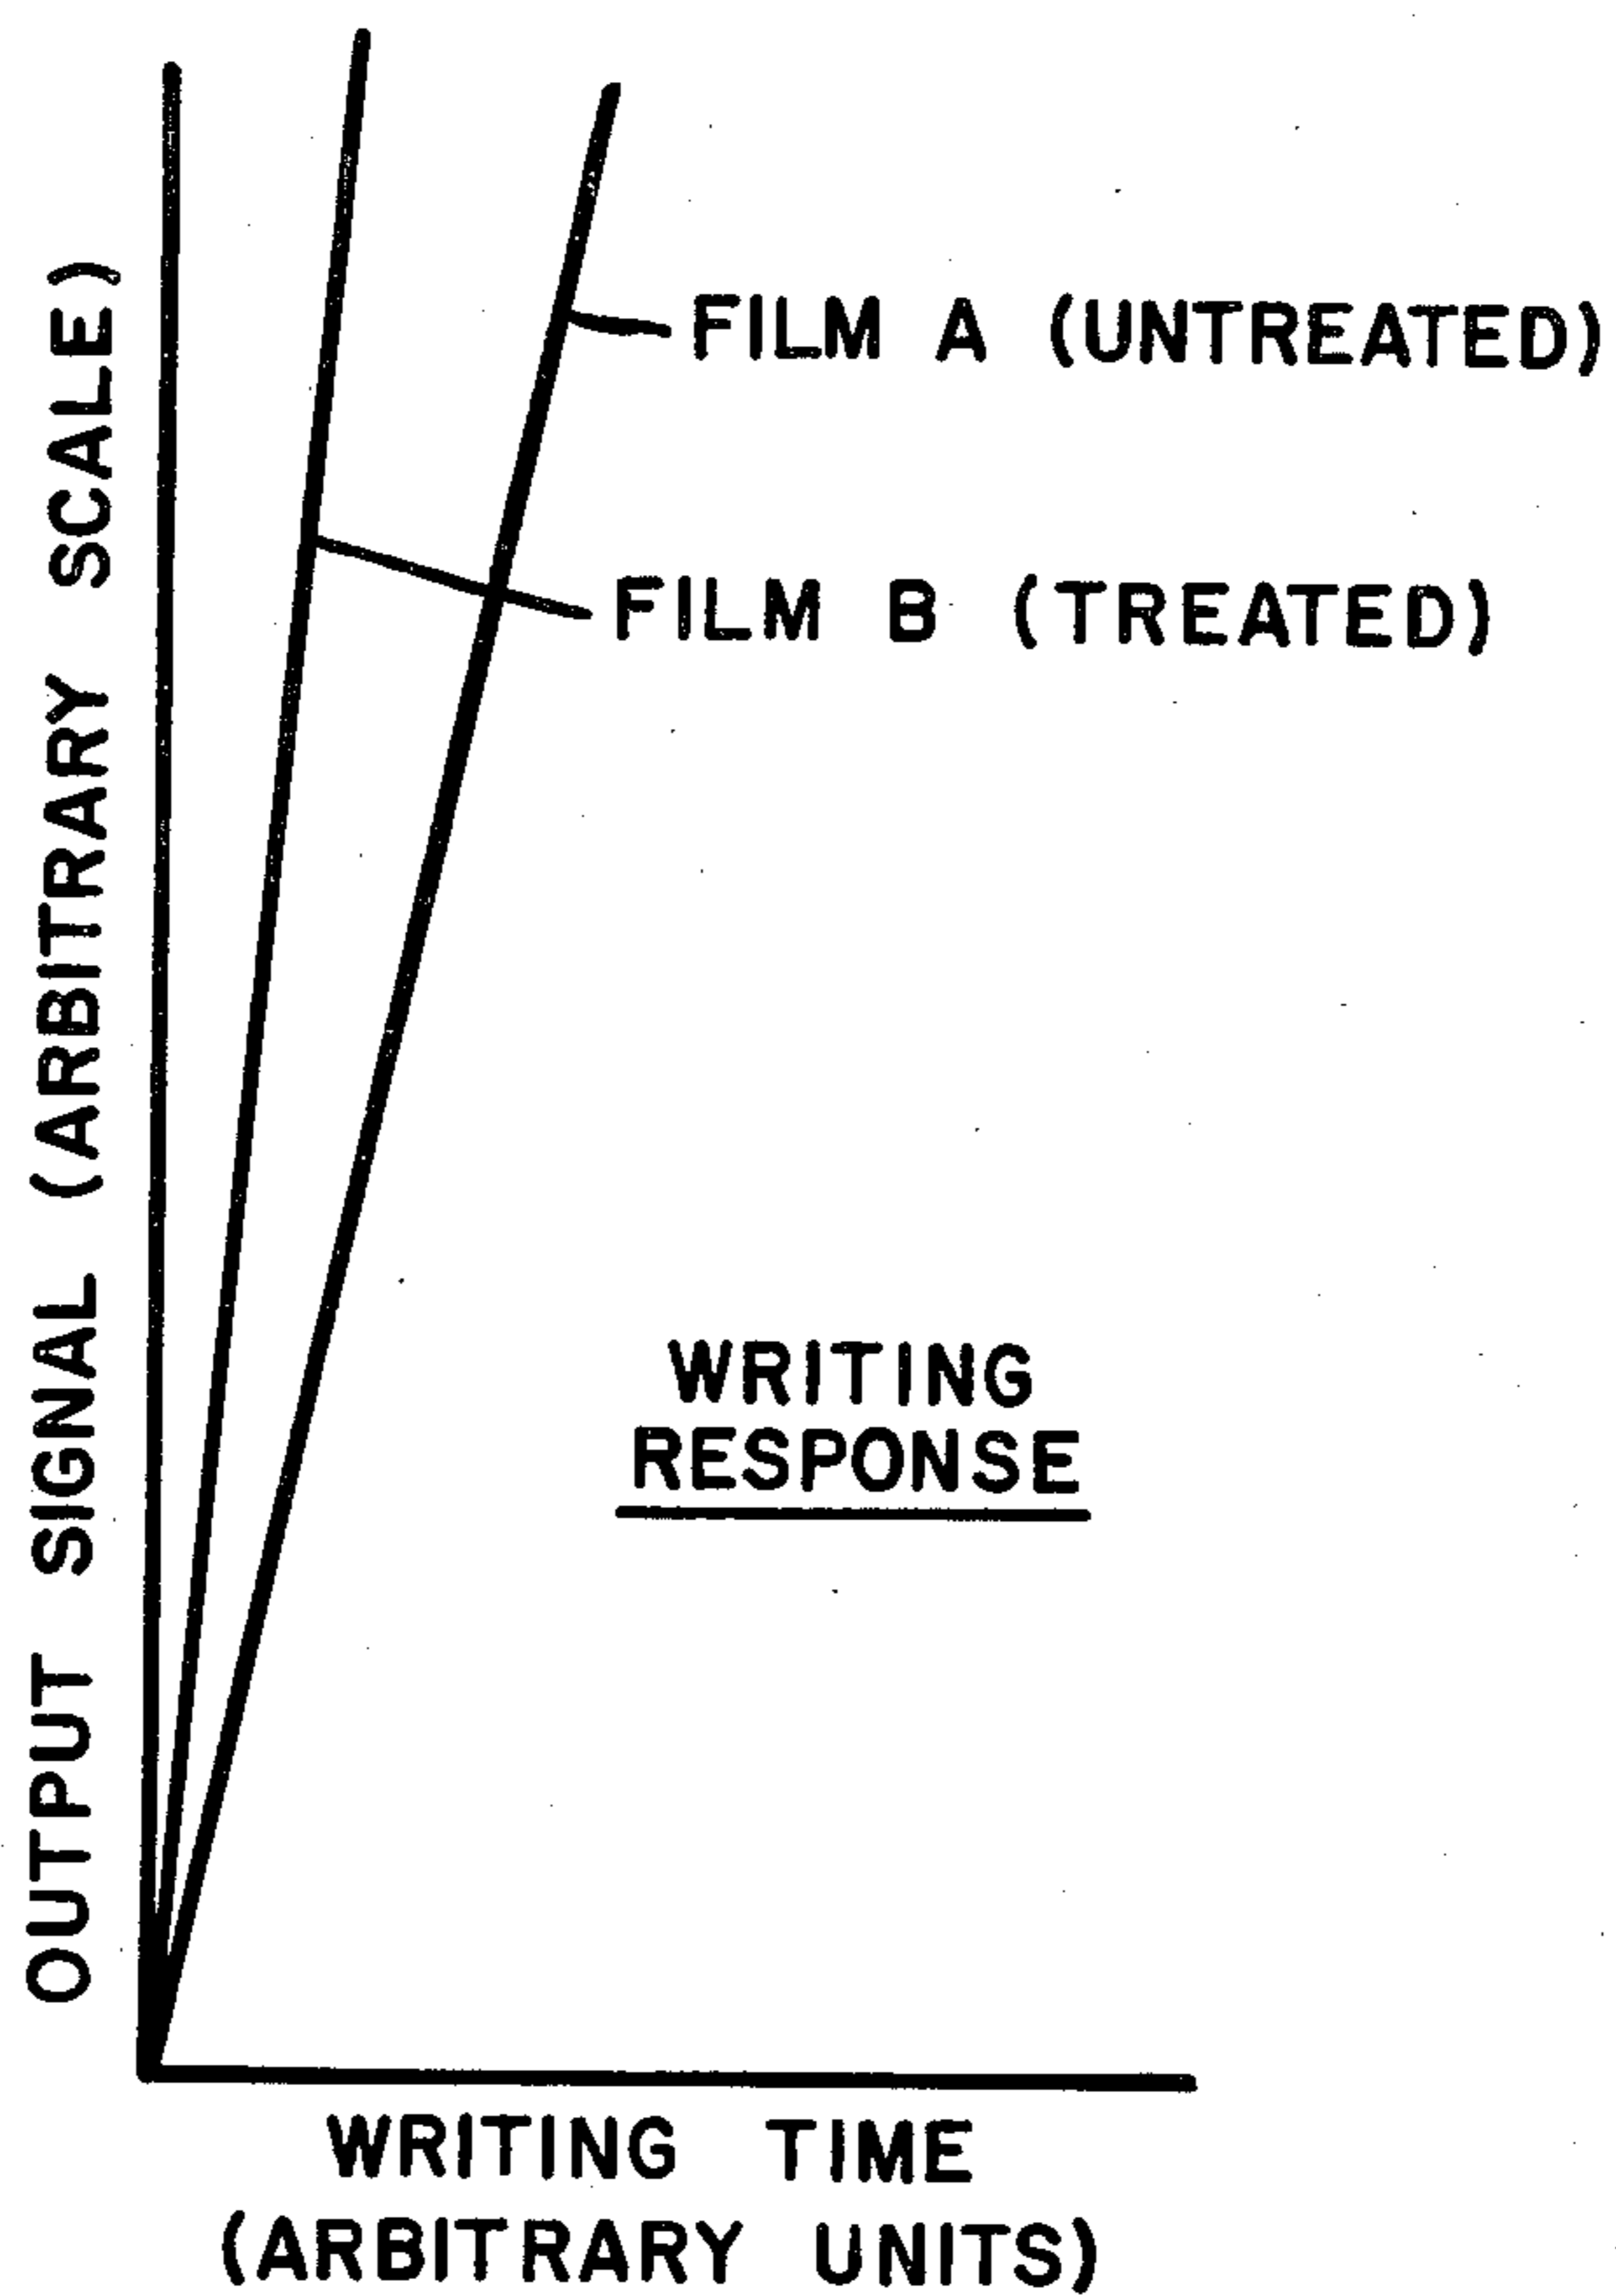 OUTPUT SIGNAL (ARBITRARY SCALE)
FILM A (UNTREATED)
FILM B (TREATED)
WRITING
RESPONSE
WRITING TIME
(ARBITRARY UNITS)